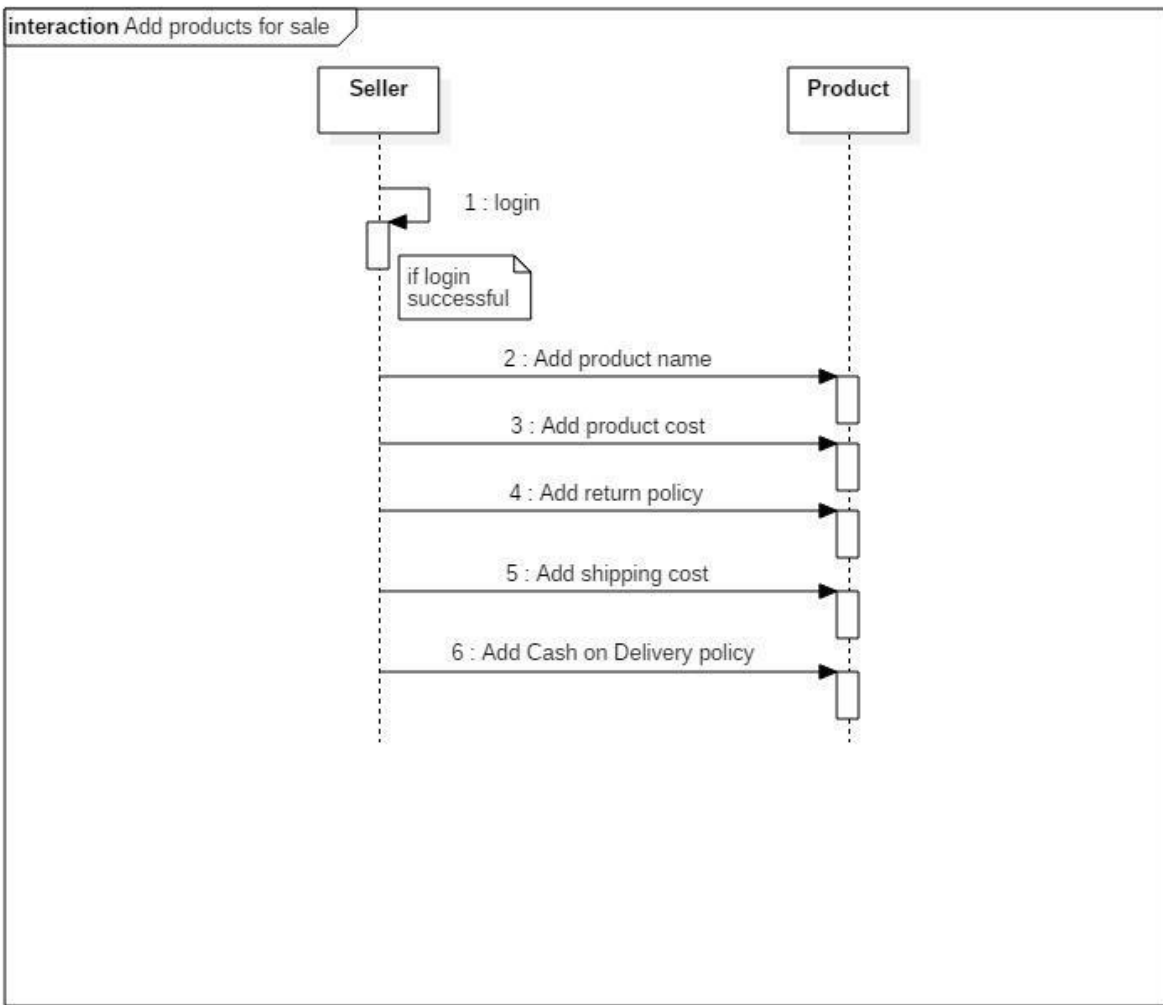 interaction Add products for sale
Seller
Product
1 : login
if login
successful
2 : Add product name
3 : Add product cost
4 : Add return policy
5 : Add shipping cost
6 : Add Cash on Delivery policy